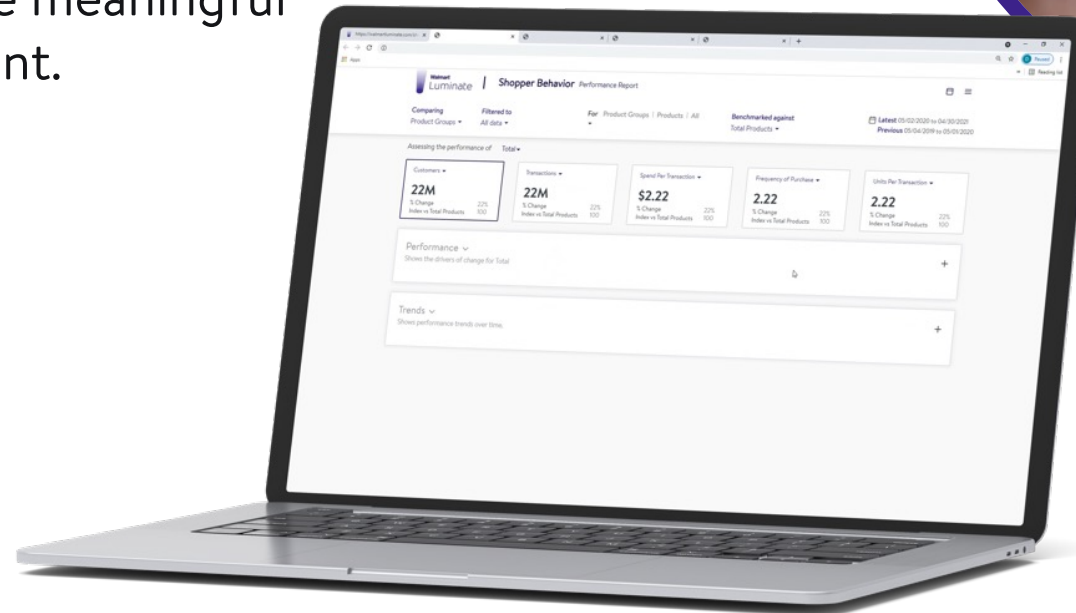 e meaningful
nt.
Apps
Paused
Reading list
Walmart
Luminate
Shopper Behavior Performance Report
Comparing
Product Groups
Filtered to
All data
For Product Groups | Products | All
Benchmarked against
Total Products
Latest 05/02/2020 to 04/30/2021
Previous 05/04/2019 to 05/01/2020
Assessing the performance of Total
Customers
22M
% Change 22%
Index vs Total Products 100
Transactions
22M
% Change 22%
Index vs Total Products 100
Spend Per Transaction
$2.22
% Change 22%
Index vs Total Products 100
Frequency of Purchase
2.22
% Change 22%
Index vs Total Products 100
Units Per Transaction
2.22
% Change 22%
Index vs Total Products 100
Performance
Shows the drivers of change for Total
+
Trends
Shows performance trends over time.
+